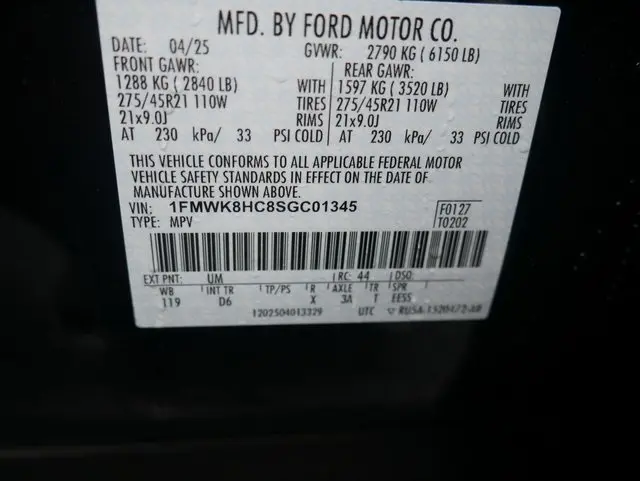 MFD. BY FORD MOTOR CO.
DATE: 04/25 GVWR: 2790 KG ( 6150 LB)
FRONT GAWR: REAR GAWR:
1288 KG ( 2840 LB) WITH 1597 KG ( 3520 LB) WITH
275/45R21 110W TIRES 275/45R21 110W TIRES
21x9.0J RIMS 21x9.0J RIMS
AT 230 kPa/ 33 PSI COLD AT 230 kPa/ 33 PSI COLD
THIS VEHICLE CONFORMS TO ALL APPLICABLE FEDERAL MOTOR
VEHICLE SAFETY STANDARDS IN EFFECT ON THE DATE OF
MANUFACTURE SHOWN ABOVE.
VIN: 1FMWK8HC8SGC01345 F0127
TYPE: MPV T0202
EXT PNT: UM RC: 44 DSO:
WB INT TR TP/PS R AXLE TR SPR
119 D6 X 3A T EE55
1202504013329 UTC